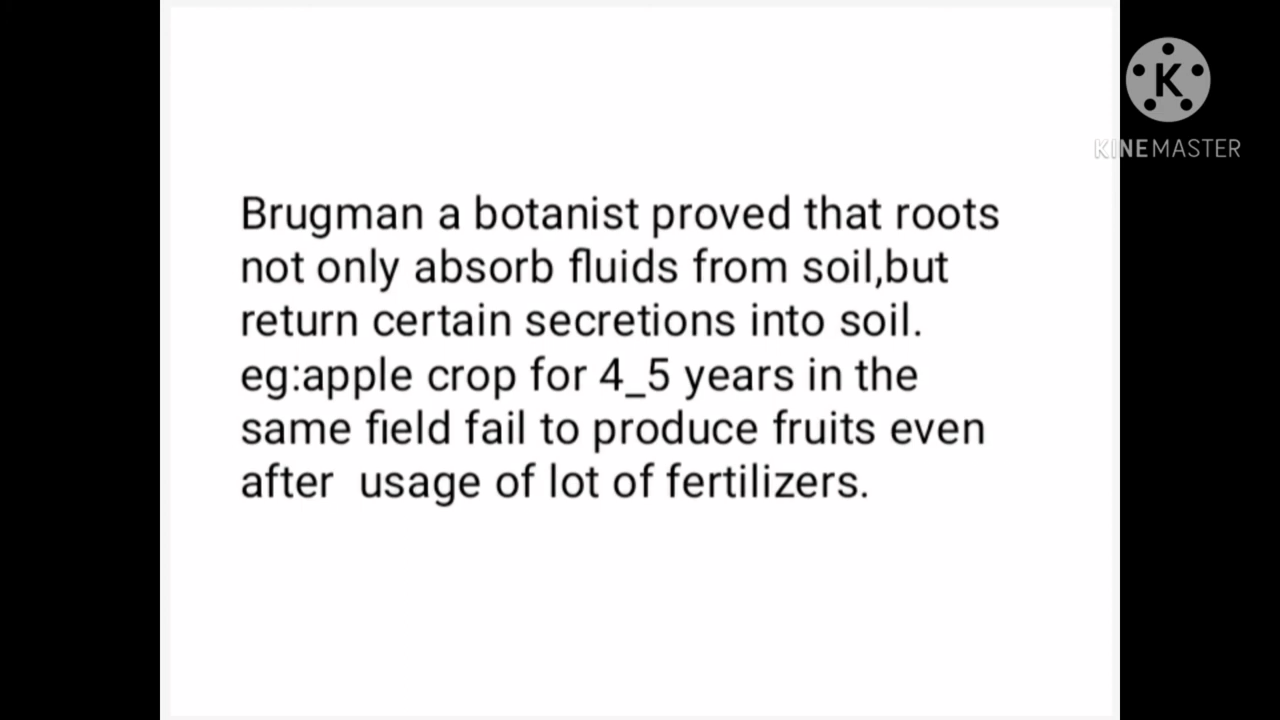 Brugman a botanist proved that roots
not only absorb fluids from soil,but
return certain secretions into soil.
eg:apple crop for 4_5 years in the
same field fail to produce fruits even
after  usage of lot of fertilizers.
K
KINEMASTER